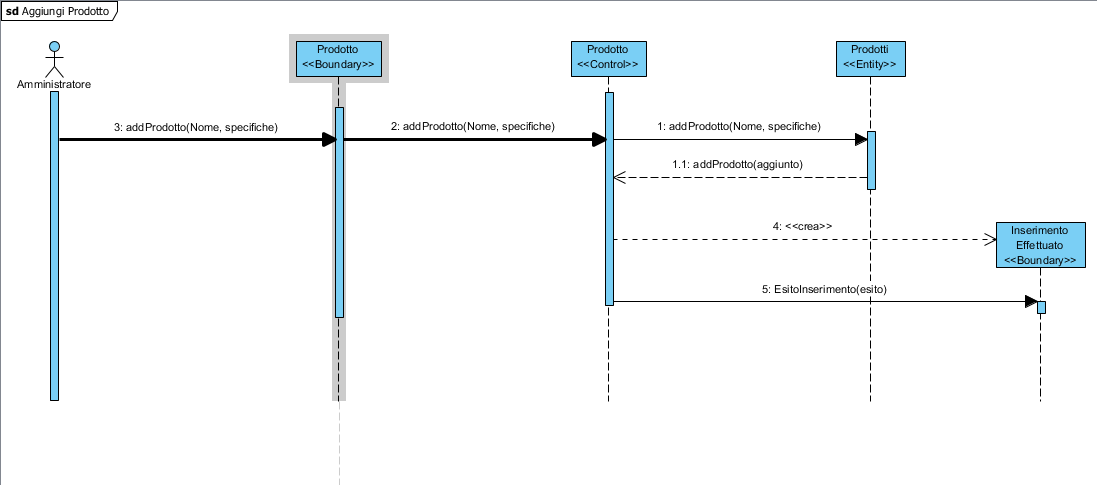 sd Aggiungi Prodotto
Amministratore
Prodotto
<<Boundary>>
Prodotto
<<Control>>
Prodotti
<<Entity>>
3: addProdotto(Nome, specifiche)
2: addProdotto(Nome, specifiche)
1: addProdotto(Nome, specifiche)
1.1: addProdotto(aggiunto)
4: <<crea>>
Inserimento
Effettuato
<<Boundary>>
5: EsitoInserimento(esito)